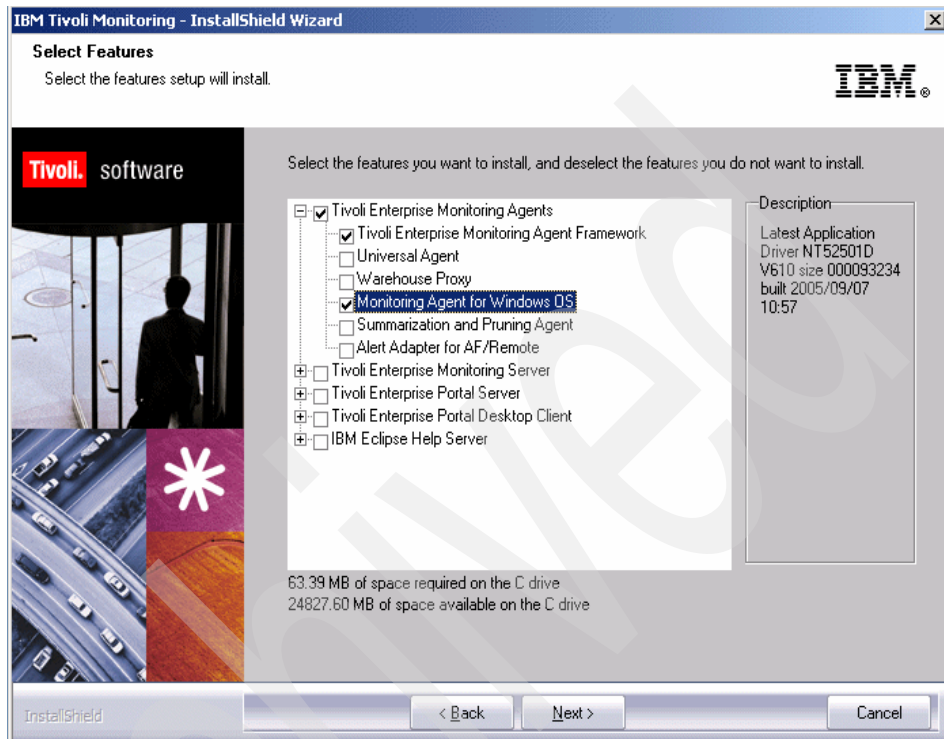 IBM Tivoli Monitoring - InstallShield Wizard
Select Features
Select the features setup will install.
IBM®
Tivoli. software
Select the features you want to install, and deselect the features you do not want to install.
Tivoli Enterprise Monitoring Agents
Tivoli Enterprise Monitoring Agent Framework
Universal Agent
Warehouse Proxy
Monitoring Agent for Windows OS
Summarization and Pruning Agent
Alert Adapter for AF/Remote
Tivoli Enterprise Monitoring Server
Tivoli Enterprise Portal Server
Tivoli Enterprise Portal Desktop Client
IBM Eclipse Help Server
Description
Latest Application
Driver NT52501D
V610 size 000093234
built 2005/09/07
10:57
63.39 MB of space required on the C drive
24827.60 MB of space available on the C drive
InstallShield
< Back
Next >
Cancel